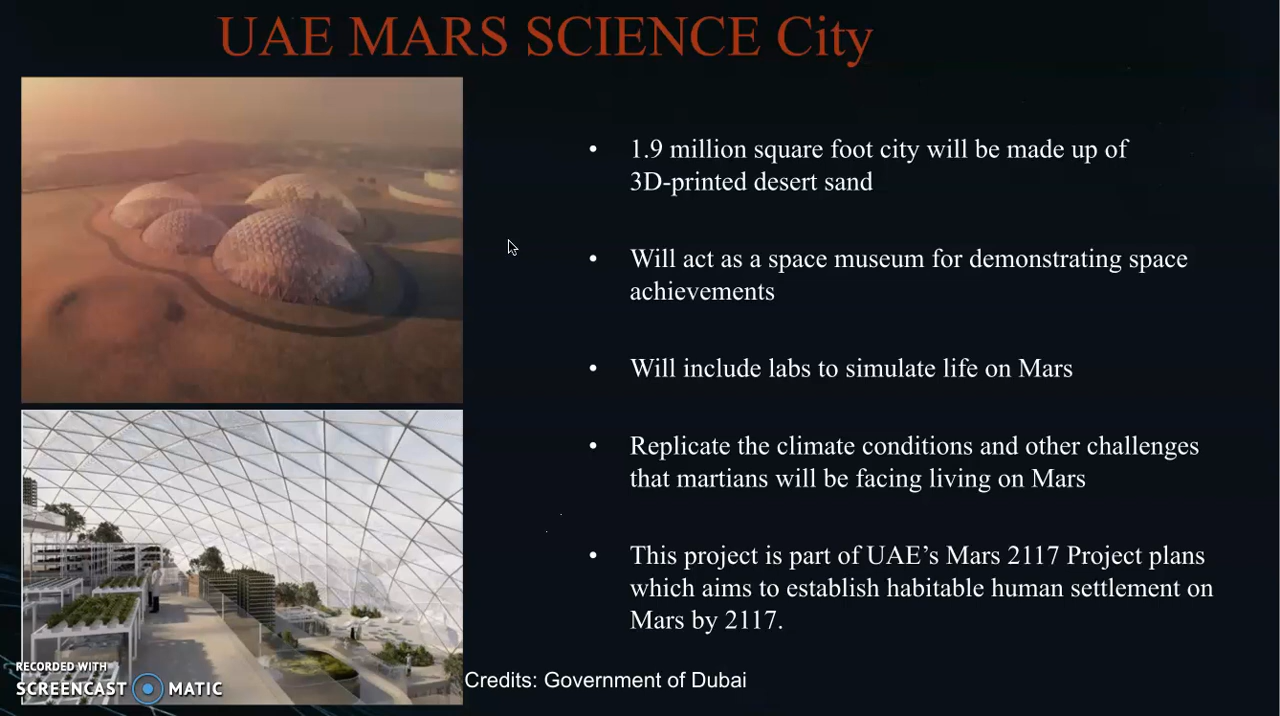 UAE MARS SCIENCE City
• 1.9 million square foot city will be made up of
3D-printed desert sand
• Will act as a space museum for demonstrating space
achievements
• Will include labs to simulate life on Mars
• Replicate the climate conditions and other challenges
that martians will be facing living on Mars
• This project is part of UAE’s Mars 2117 Project plans
which aims to establish habitable human settlement on
Mars by 2117.
RECORDED WITH
SCREENCAST MATIC
Credits: Government of Dubai